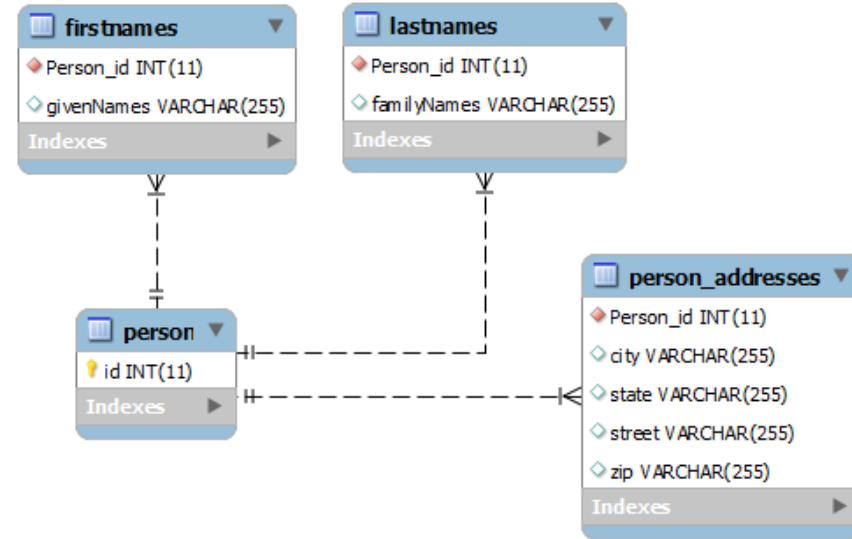 firstnames
Person_id INT(11)
givenNames VARCHAR(255)
Indexes
lastnames
Person_id INT(11)
familyNames VARCHAR(255)
Indexes
person
id INT(11)
Indexes
person_addresses
Person_id INT(11)
city VARCHAR(255)
state VARCHAR(255)
street VARCHAR(255)
zip VARCHAR(255)
Indexes